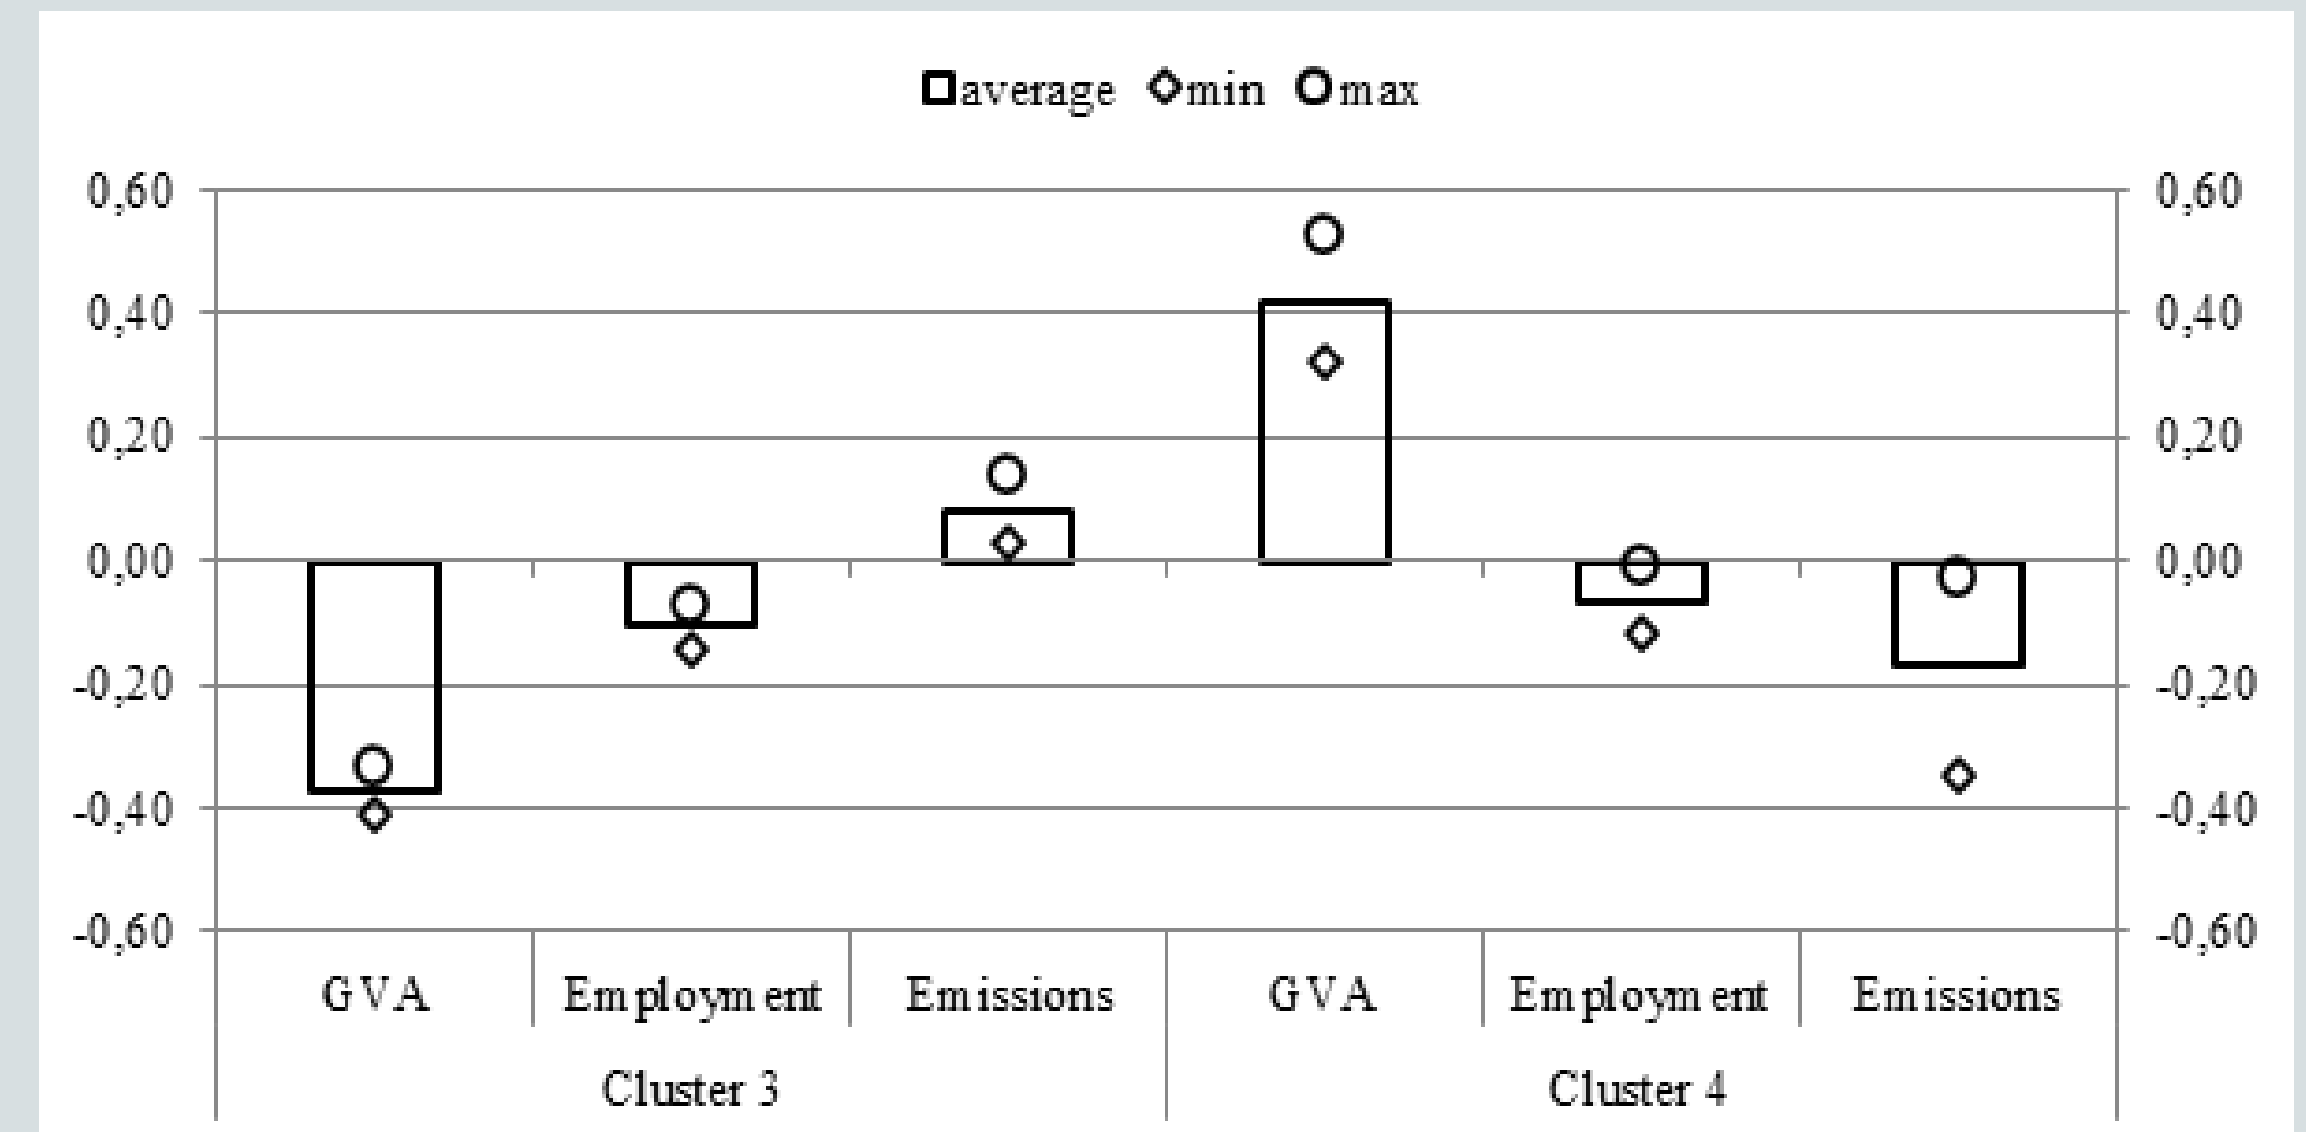 average min max
0,60 0,60
0,40 0,40
0,20 0,20
0,00 0,00
-0,20 -0,20
-0,40 -0,40
-0,60 -0,60
GVA Employment Emissions GVA Employment Emissions
Cluster 3 Cluster 4